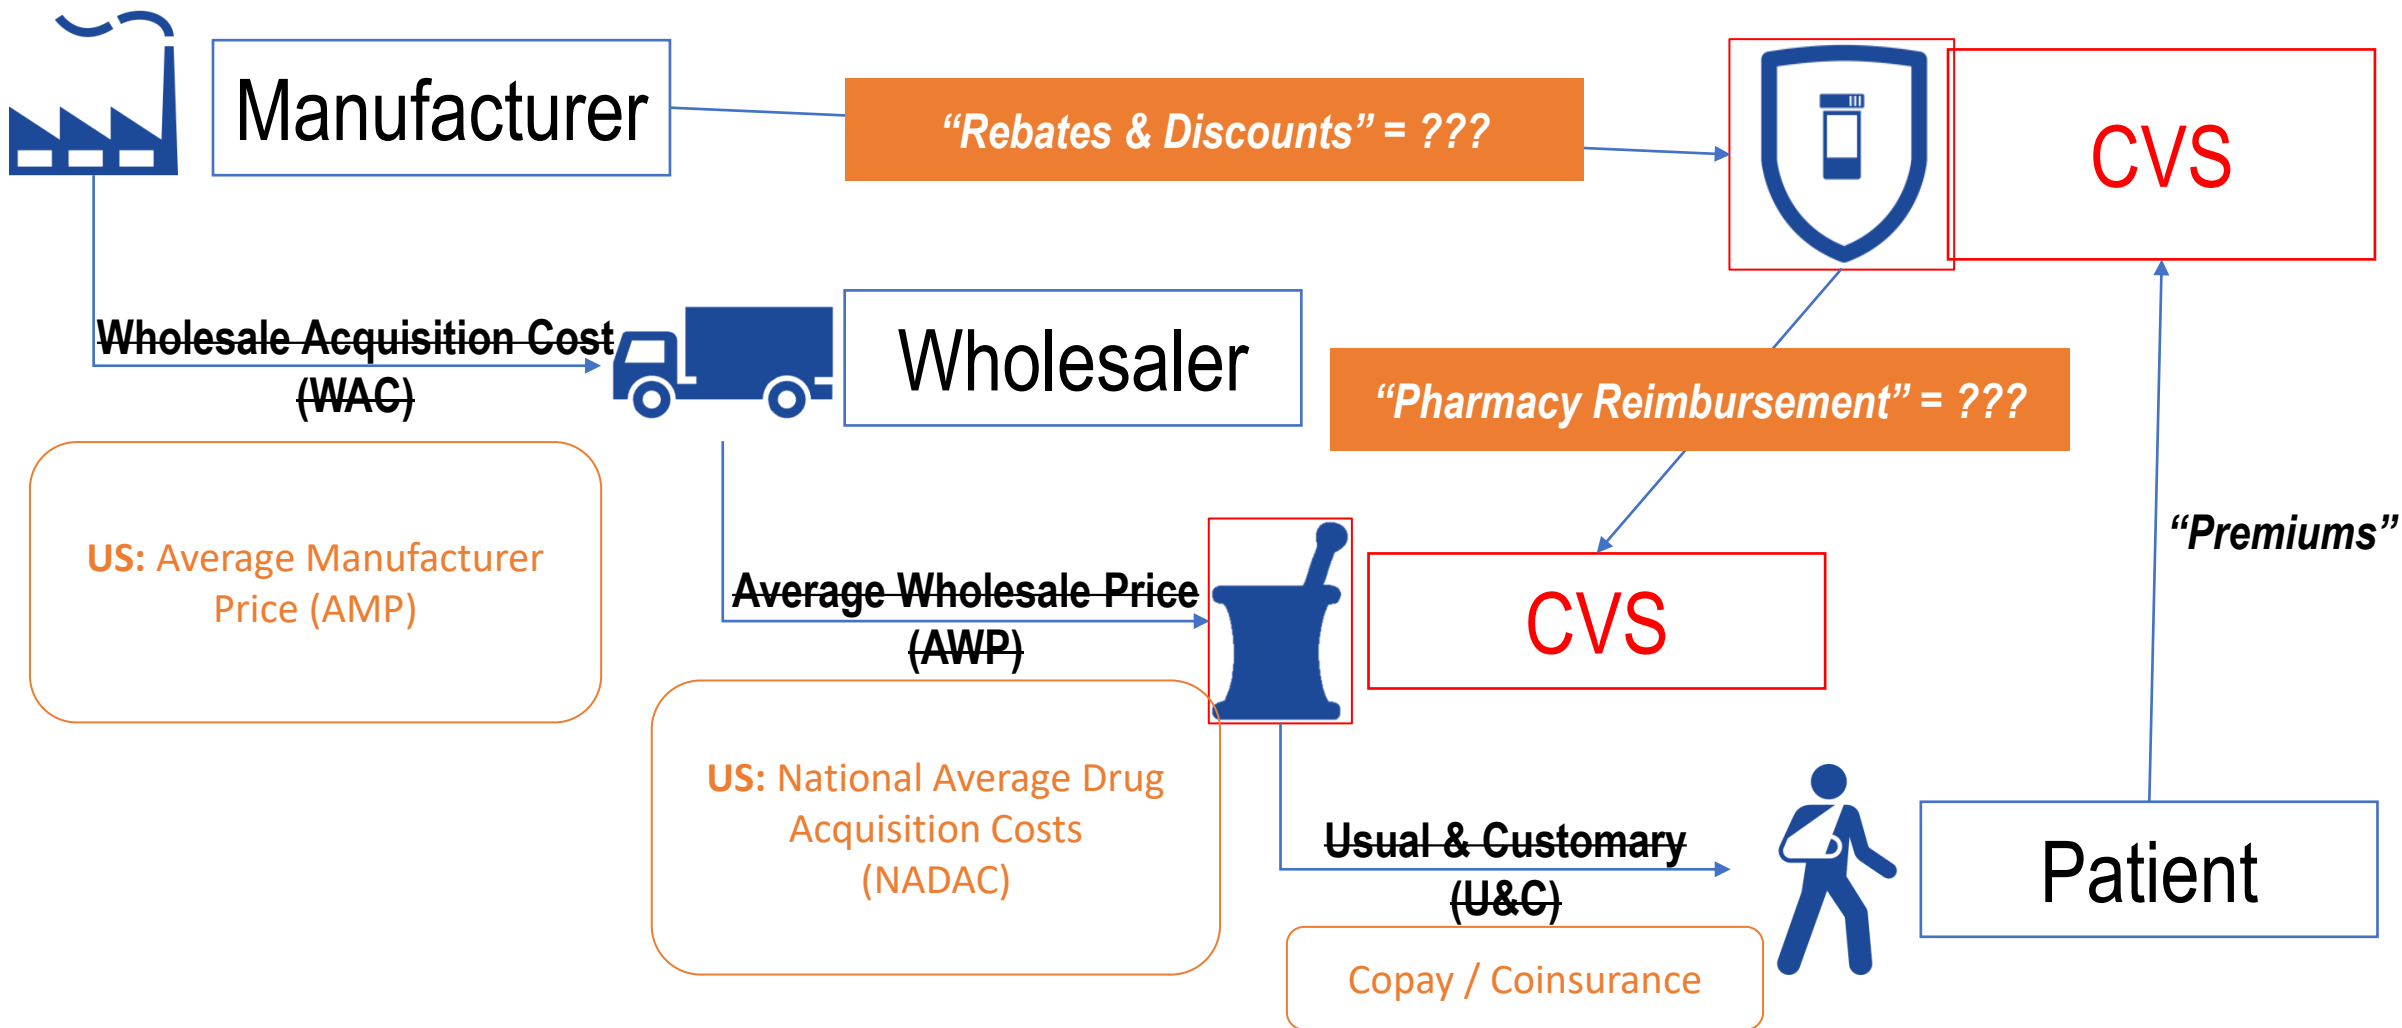 Manufacturer
“Rebates & Discounts” = ???
CVS
Wholesale Acquisition Cost
(WAC)
Wholesaler
“Pharmacy Reimbursement” = ???
US: Average Manufacturer
Price (AMP)
“Premiums”
Average Wholesale Price
(AWP)
CVS
US: National Average Drug
Acquisition Costs
(NADAC)
Usual & Customary
(U&C)
Patient
Copay / Coinsurance